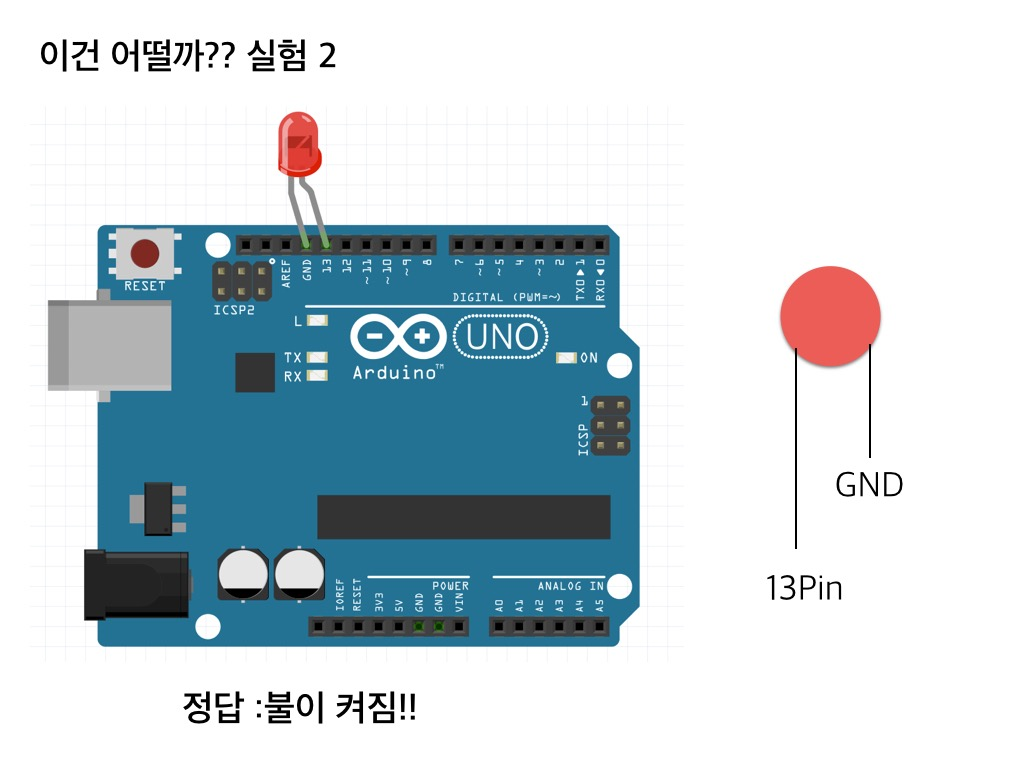 이건 어떨까?? 실험 2
RESET
ICSP2
AREF
GND
13
12
~11
~10
~9
8
7
~6
~5
4
~3
2
TX0▶1
RX0◀0
DIGITAL (PWM=~)
L
TX
RX
UNO
Arduino™
ON
1
ICSP
GND
13Pin
IOREF
RESET
3V3
5V
GND
GND
VIN
POWER
ANALOG IN
A0
A1
A2
A3
A4
A5
정답 :불이 켜짐!!